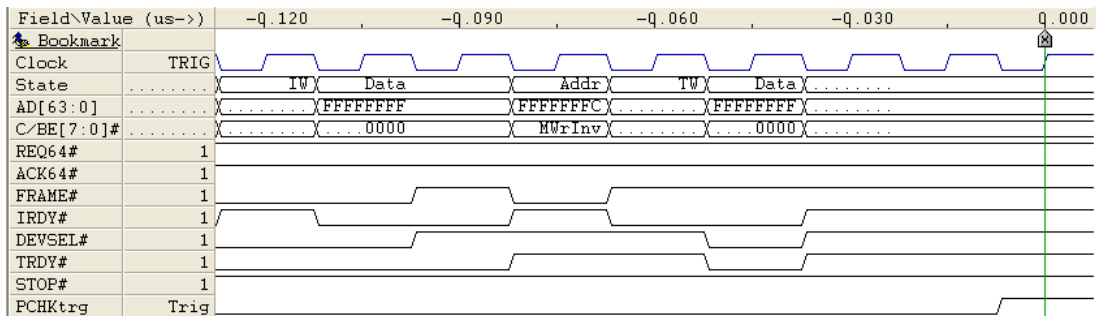 Field\Value (us->) -0.120 -0.090 -0.060 -0.030 0.000
Bookmark
Clock TRIG
State ........ IW Data Addr TW Data ........
AD[63:0] ........ ........ FFFFFFFF FFFFFFFC ........ FFFFFFFF ........
C/BE[7:0]# ........ ........ ....0000 MWrInv ........ ....0000 ........
REQ64# 1
ACK64# 1
FRAME# 1
IRDY# 1
DEVSEL# 1
TRDY# 1
STOP# 1
PCHKtrg Trig